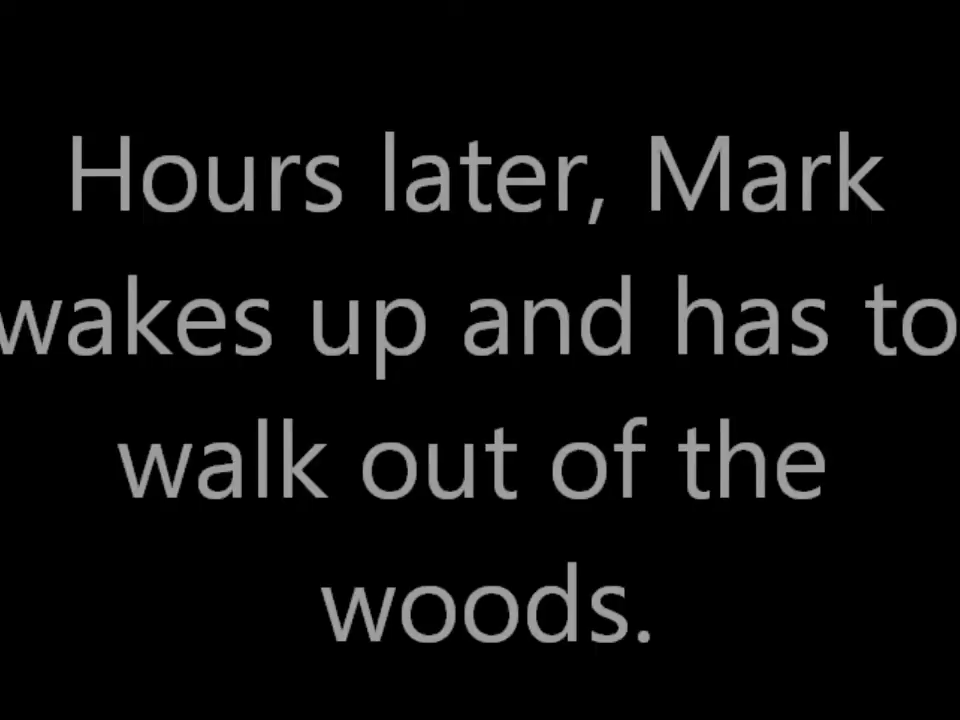 Hours later, Mark
wakes up and has to
walk out of the
woods.